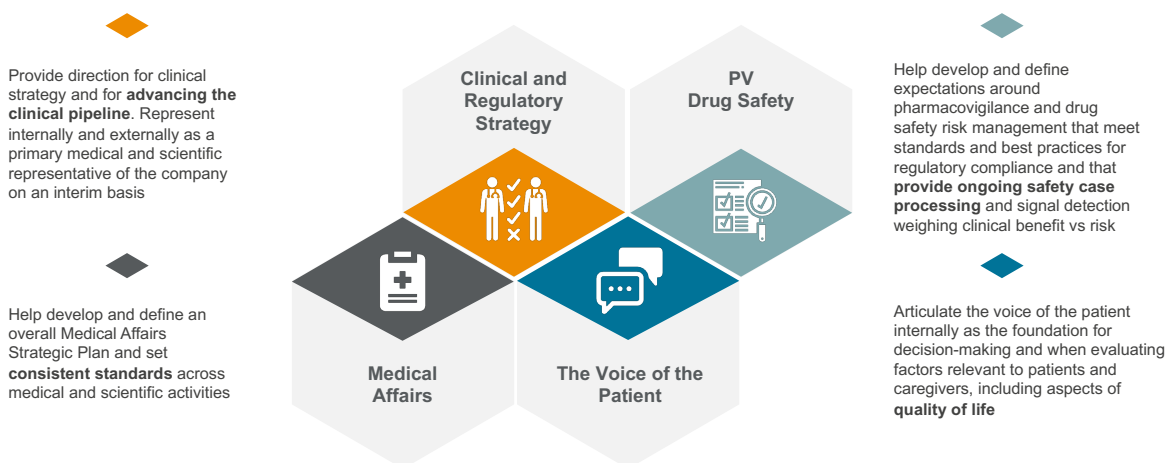 Provide direction for clinical
strategy and for advancing the
clinical pipeline. Represent
internally and externally as a
primary medical and scientific
representative of the company
on an interim basis
Help develop and define an
overall Medical Affairs
Strategic Plan and set
consistent standards across
medical and scientific activities
Clinical and
Regulatory
Strategy
PV
Drug Safety
Medical
Affairs
The Voice of the
Patient
Help develop and define
expectations around
pharmacovigilance and drug
safety risk management that meet
standards and best practices for
regulatory compliance and that
provide ongoing safety case
processing and signal detection
weighing clinical benefit vs risk
Articulate the voice of the patient
internally as the foundation for
decision-making and when evaluating
factors relevant to patients and
caregivers, including aspects of
quality of life